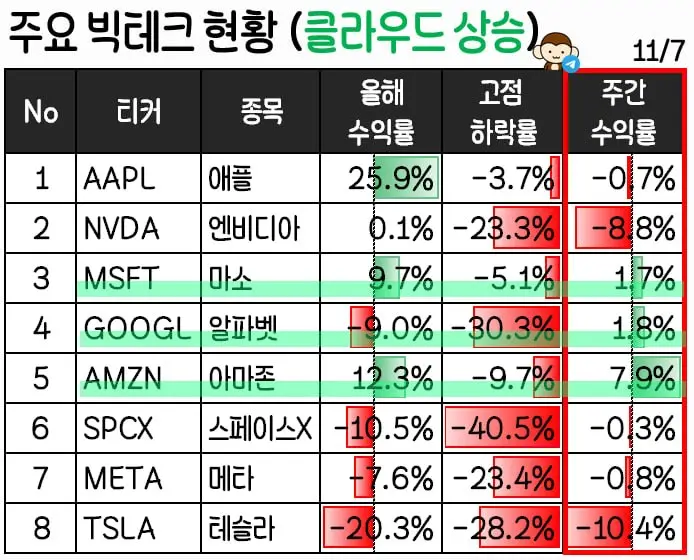 주요 빅테크 현황 (클라우드 상승)
11/7
No 티커 종목 올해 수익률 고점 하락률 주간 수익률
1 AAPL 애플 25.9% -3.7% -0.7%
2 NVDA 엔비디아 0.1% -23.3% -8.8%
3 MSFT 마소 9.7% -5.1% 1.7%
4 GOOGL 알파벳 -9.0% -30.3% 1.8%
5 AMZN 아마존 12.3% -9.7% 7.9%
6 SPCX 스페이스X -10.5% -40.5% -0.3%
7 META 메타 -7.6% -23.4% -0.8%
8 TSLA 테슬라 -20.3% -28.2% -10.4%